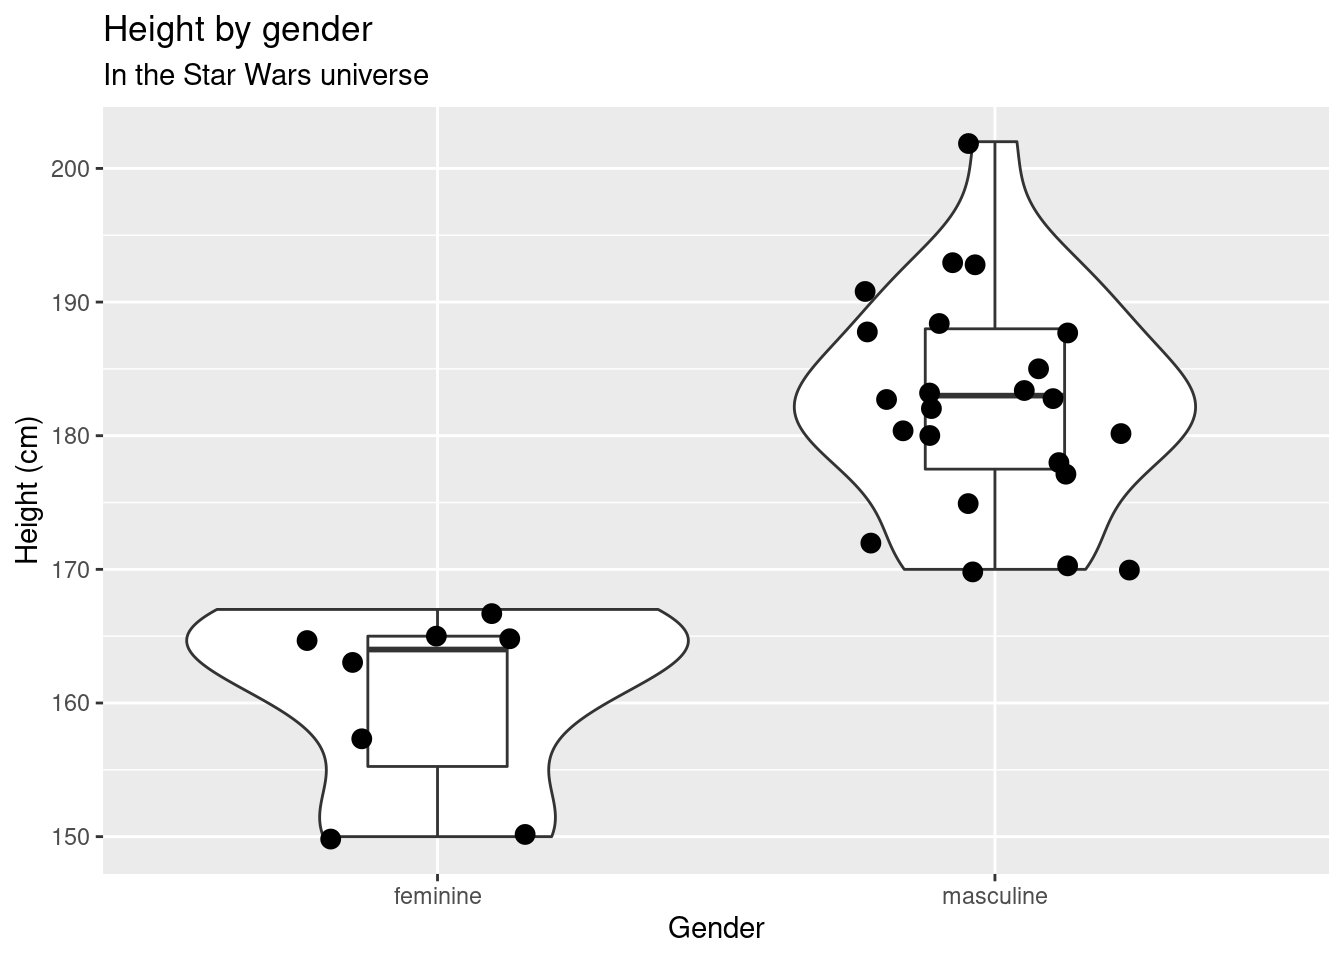 Height by gender
In the Star Wars universe
Height (cm)
200
190
180
170
160
150
feminine
masculine
Gender